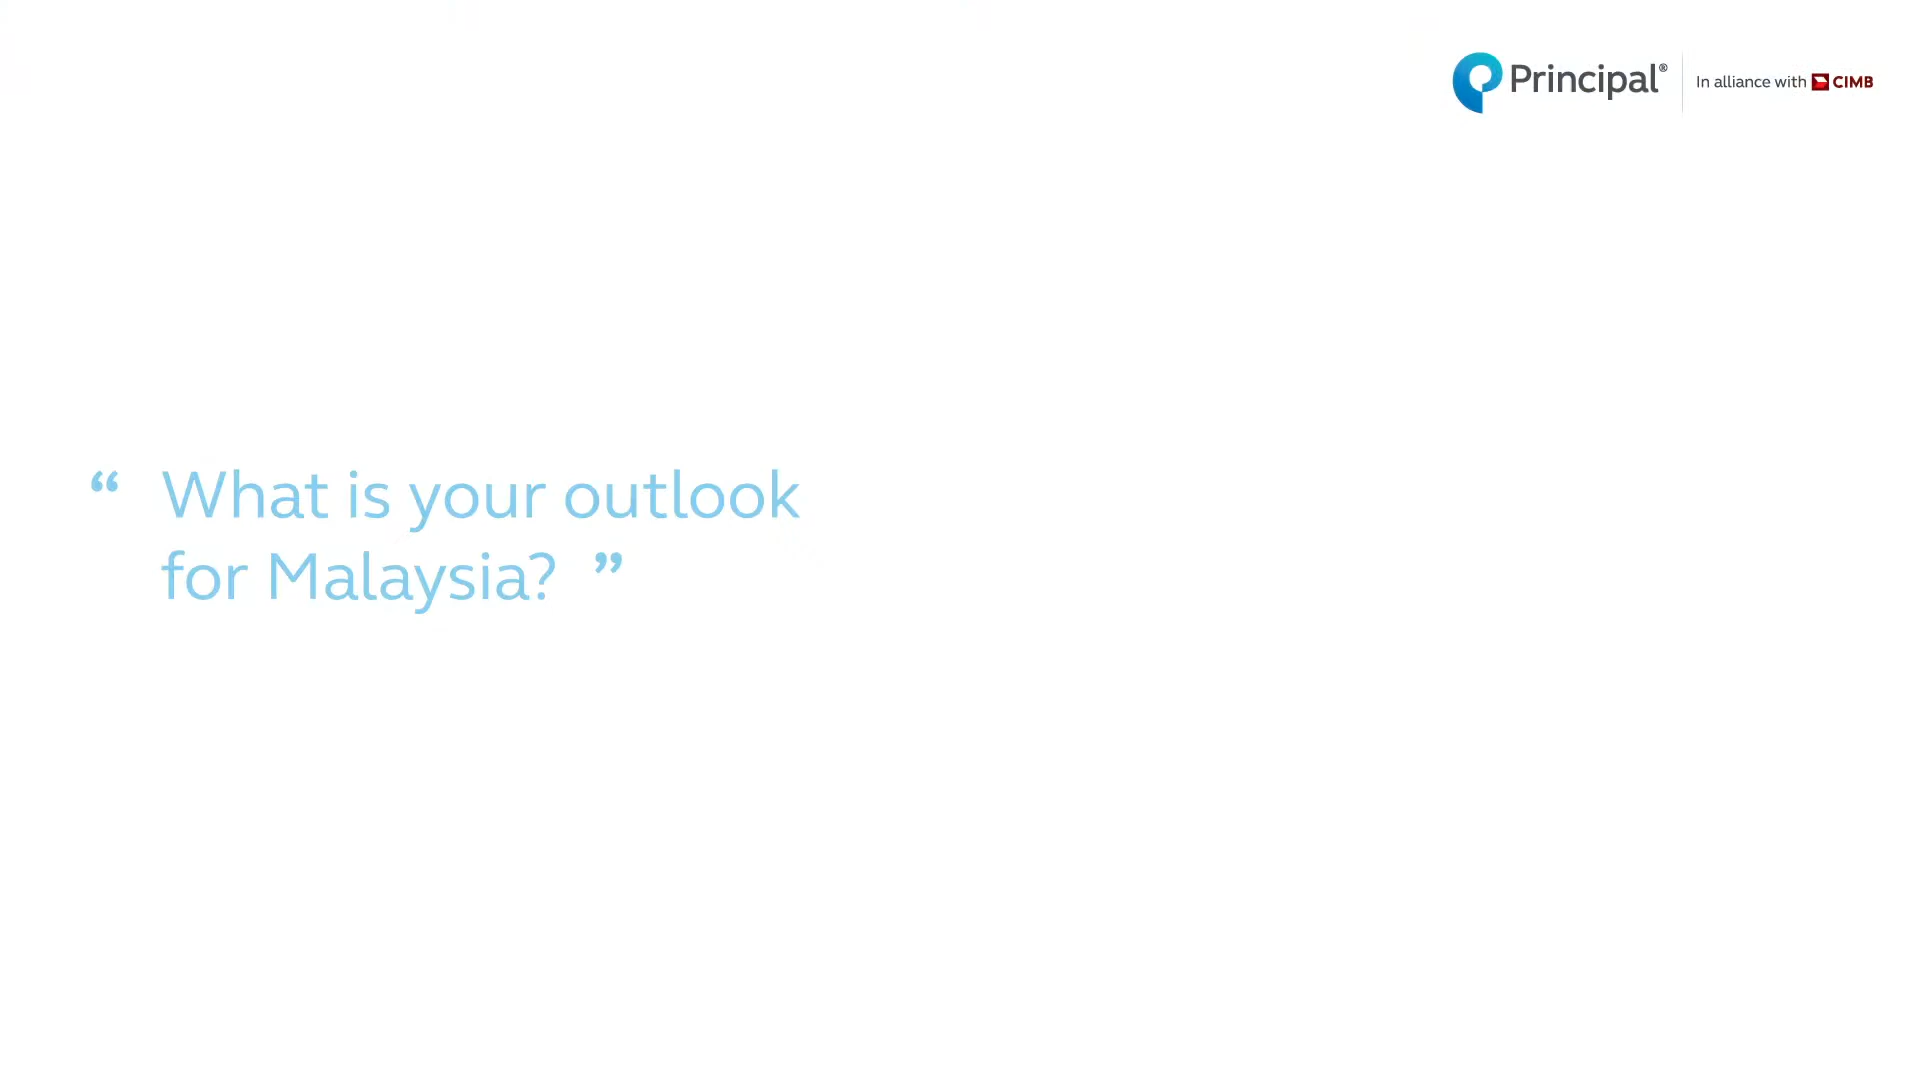 Principal®
In alliance with CIMB
“ What is your outlook
for Malaysia? ”